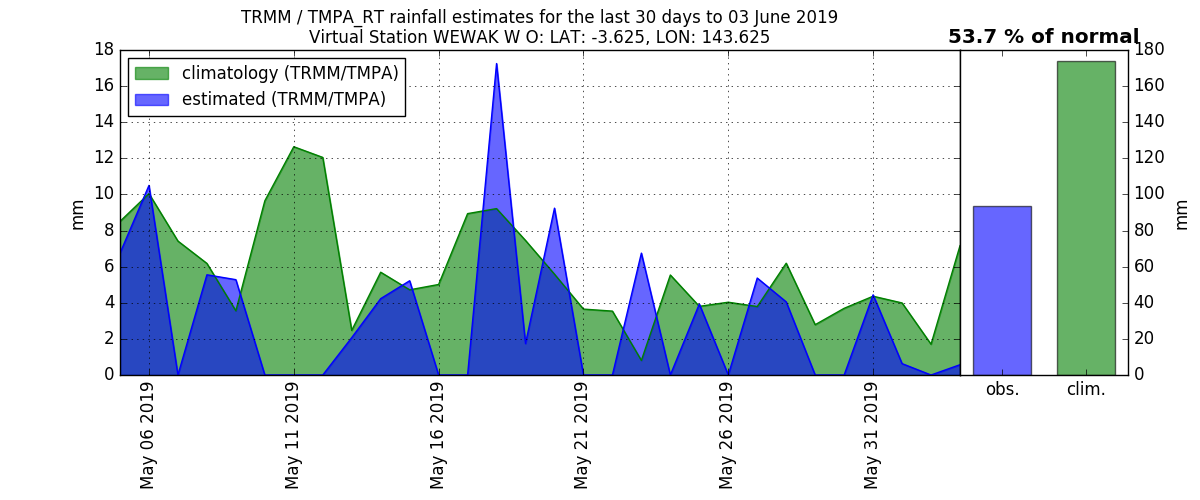 TRMM / TMPA_RT rainfall estimates for the last 30 days to 03 June 2019
Virtual Station WEWAK W O: LAT: -3.625, LON: 143.625
53.7 % of normal
climatology (TRMM/TMPA)
estimated (TRMM/TMPA)
mm
18
16
14
12
10
8
6
4
2
0
May 06 2019
May 11 2019
May 16 2019
May 21 2019
May 26 2019
May 31 2019
obs.
clim.
180
160
140
120
100
80
60
40
20
0
mm